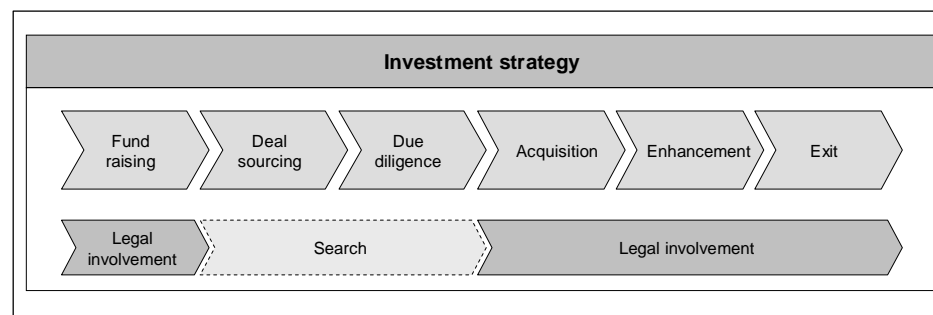 Investment strategy
Fund
raising
Deal
sourcing
Due
diligence
Acquisition
Enhancement
Exit
Legal
involvement
Search
Legal involvement